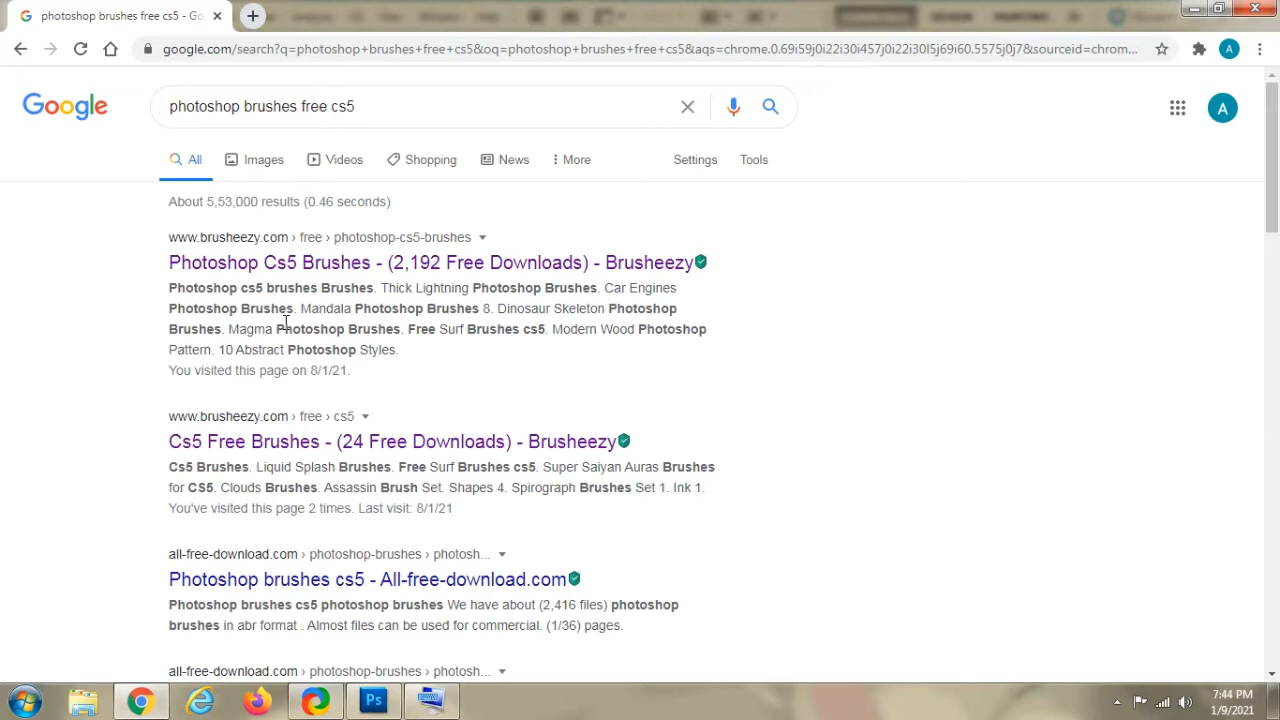 photoshop brushes free cs5 - Go
google.com/search?q=photoshop+brushes+free+cs5&oq=photoshop+brushes+free+cs5&aqs=chrome.0.69i59j0i22i30i457j0i22i30l5j69i60.5575j0j7&sourceid=chrom...
A
Google
photoshop brushes free cs5
A
All
Images
Videos
Shopping
News
More
Settings
Tools
About 5,53,000 results (0.46 seconds)
www.brusheezy.com › free › photoshop-cs5-brushes
Photoshop Cs5 Brushes - (2,192 Free Downloads) - Brusheezy
Photoshop cs5 brushes Brushes. Thick Lightning Photoshop Brushes. Car Engines
Photoshop Brushes. Mandala Photoshop Brushes 8. Dinosaur Skeleton Photoshop
Brushes. Magma Photoshop Brushes. Free Surf Brushes cs5. Modern Wood Photoshop
Pattern. 10 Abstract Photoshop Styles.
You visited this page on 8/1/21.
www.brusheezy.com › free › cs5
Cs5 Free Brushes - (24 Free Downloads) - Brusheezy
Cs5 Brushes. Liquid Splash Brushes. Free Surf Brushes cs5. Super Saiyan Auras Brushes
for CS5. Clouds Brushes. Assassin Brush Set. Shapes 4. Spirograph Brushes Set 1. Ink 1.
You've visited this page 2 times. Last visit: 8/1/21
all-free-download.com › photoshop-brushes › photosh...
Photoshop brushes cs5 - All-free-download.com
Photoshop brushes cs5 photoshop brushes We have about (2,416 files) photoshop
brushes in abr format . Almost files can be used for commercial. (1/36) pages.
all-free-download.com › photoshop-brushes › photosh...
Ps
7:44 PM
1/9/2021